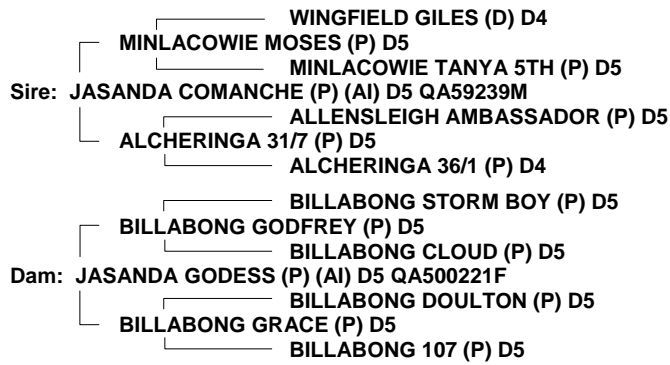 WINGFIELD GILES (D) D4
MINLACOWIE MOSES (P) D5
MINLACOWIE TANYA 5TH (P) D5
Sire: JASANDA COMANCHE (P) (AI) D5 QA59239M
ALLENSLEIGH AMBASSADOR (P) D5
ALCHERINGA 31/7 (P) D5
ALCHERINGA 36/1 (P) D4
BILLABONG STORM BOY (P) D5
BILLABONG GODFREY (P) D5
BILLABONG CLOUD (P) D5
Dam: JASANDA GODESS (P) (AI) D5 QA500221F
BILLABONG DOULTON (P) D5
BILLABONG GRACE (P) D5
BILLABONG 107 (P) D5